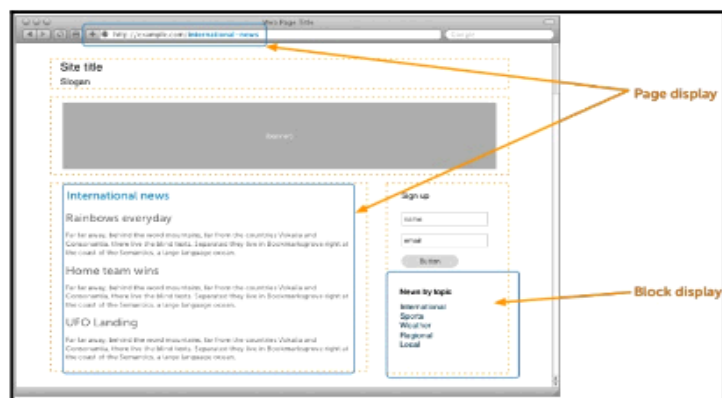 Web Page Title
http://example.com/international-news
Google
Site title
Slogan
Page display
International news
Rainbows everyday
Far far away, behind the word mountains, far from the countries Vokalia and
Consonantia, there live the blind texts. Separated they live in Bookmarksgrove right at
the coast of the Semantics, a large language ocean.
Home team wins
Far far away, behind the word mountains, far from the countries Vokalia and
Consonantia, there live the blind texts. Separated they live in Bookmarksgrove right at
the coast of the Semantics, a large language ocean.
UFO Landing
Far far away, behind the word mountains, far from the countries Vokalia and
Consonantia, there live the blind texts. Separated they live in Bookmarksgrove right at
the coast of the Semantics, a large language ocean.
Sign up
name
email
Button
News by topic
International
Sports
Weather
Regional
Local
Block display